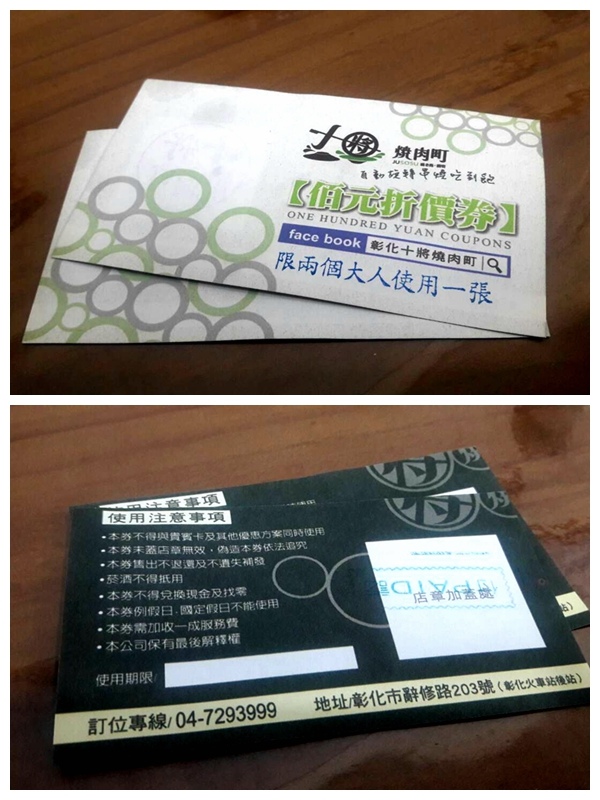 十將
燒肉町
自動旋轉串燒吃到飽
【佰元折價券】
ONE HUNDRED YUAN COUPONS
face book 彰化十將燒肉町
限兩個大人使用一張
使用注意事項
使用注意事項
•本券不得與貴賓卡及其他優惠方案同時使用
•本券未蓋店章無效，偽造本券依法追究
•本券售出不退還及不遺失補發
•菸酒不得抵用
•本券不得兌換現金及找零
•本券例假日.國定假日不能使用
•本券需加收一成服務費
•本公司保有最後解釋權
PAID
店章加蓋處
使用期限/
訂位專線/ 04-7293999
地址/彰化市辭修路203號（彰化火車站後站）